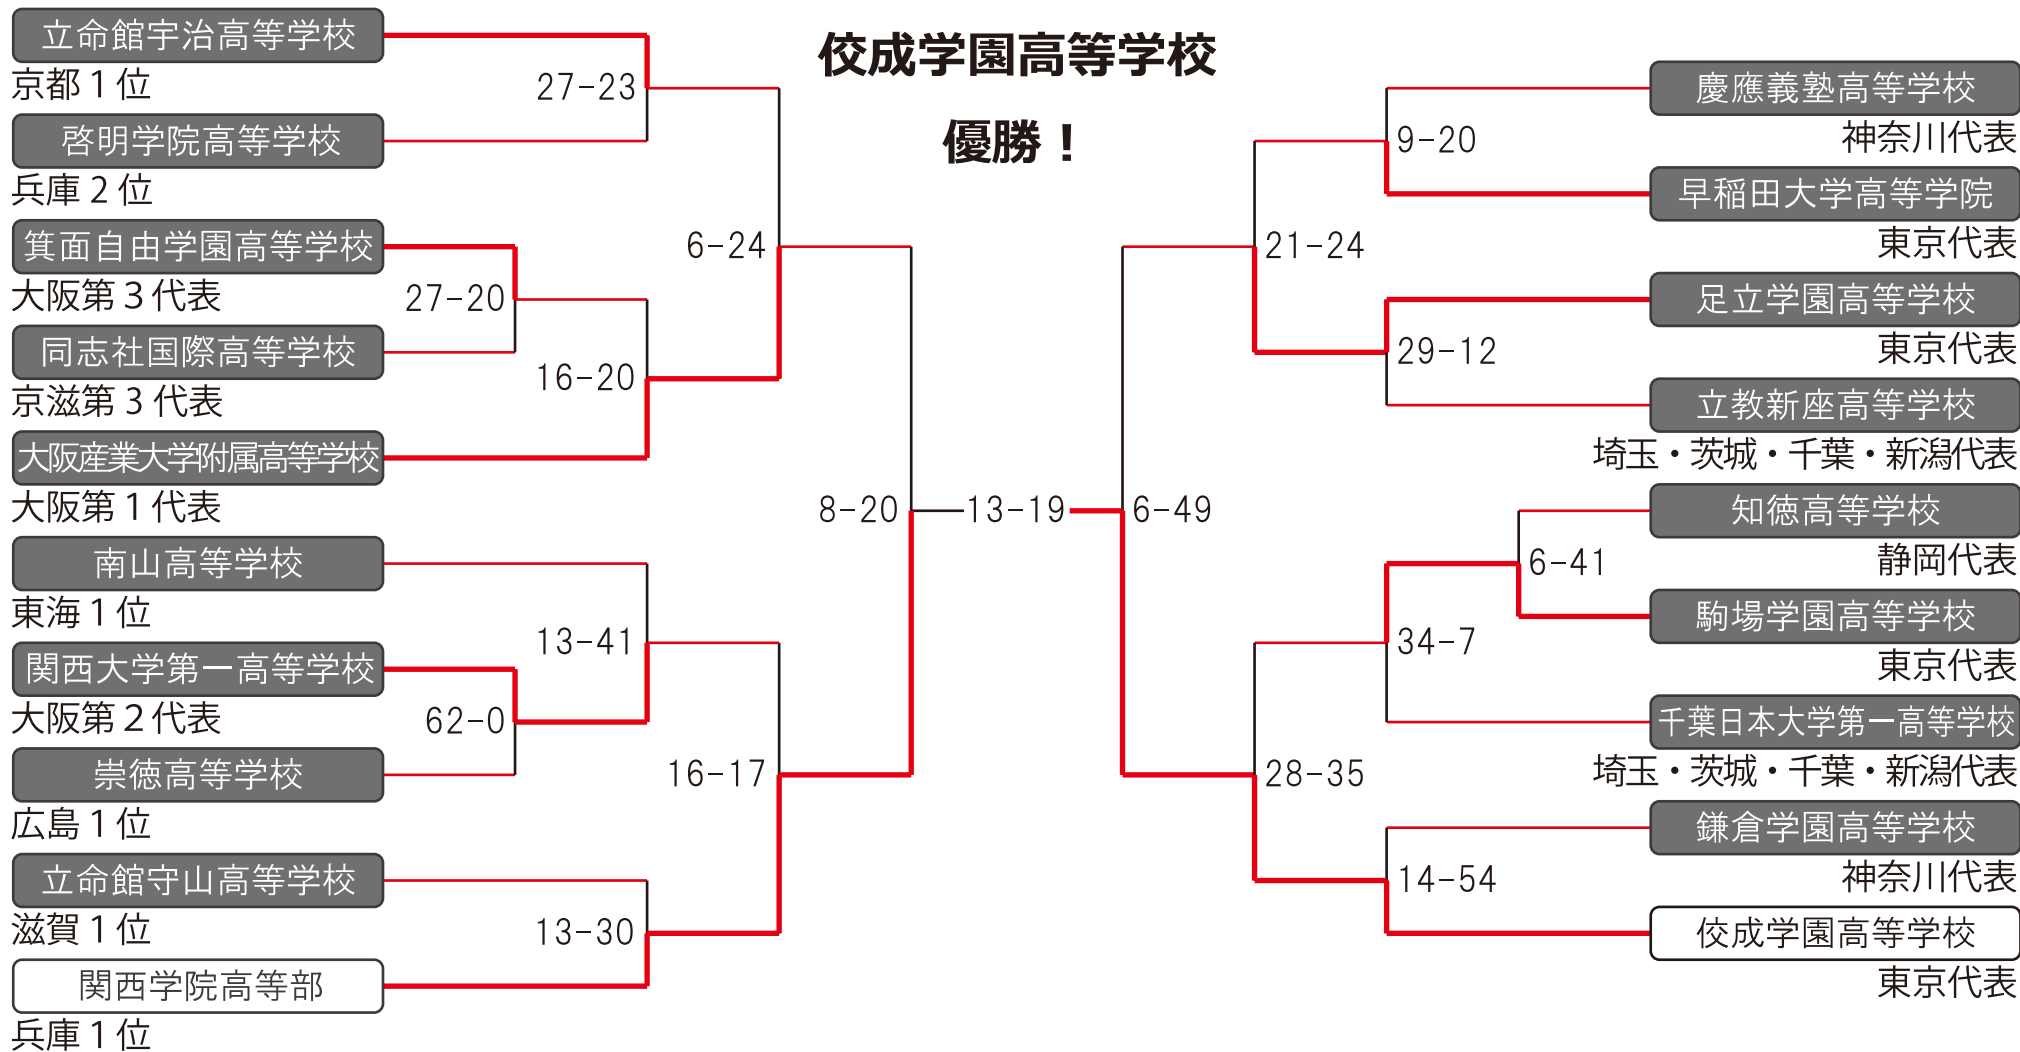 佼成学園高等学校
優勝！
立命館宇治高等学校
京都1位
27-23
啓明学院高等学校
兵庫2位
箕面自由学園高等学校
大阪第3代表
27-20
同志社国際高等学校
京滋第3代表
16-20
大阪産業大学附属高等学校
大阪第1代表
6-24
南山高等学校
東海1位
13-41
関西大学第一高等学校
大阪第2代表
62-0
崇徳高等学校
広島1位
16-17
立命館守山高等学校
滋賀1位
13-30
関西学院高等部
兵庫1位
8-20
13-19
6-49
慶應義塾高等学校
神奈川代表
9-20
早稲田大学高等学院
東京代表
21-24
足立学園高等学校
東京代表
29-12
立教新座高等学校
埼玉・茨城・千葉・新潟代表
知徳高等学校
静岡代表
6-41
駒場学園高等学校
東京代表
34-7
千葉日本大学第一高等学校
埼玉・茨城・千葉・新潟代表
28-35
鎌倉学園高等学校
神奈川代表
14-54
佼成学園高等学校
東京代表